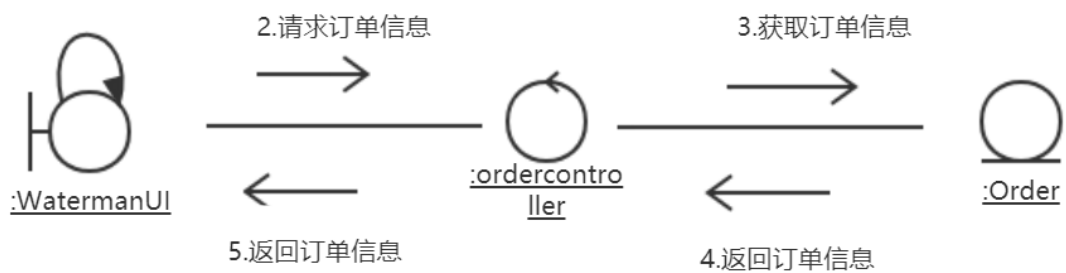 2.请求订单信息
3.获取订单信息
:WatermanUI
:ordercontro
ller
:Order
5.返回订单信息
4.返回订单信息